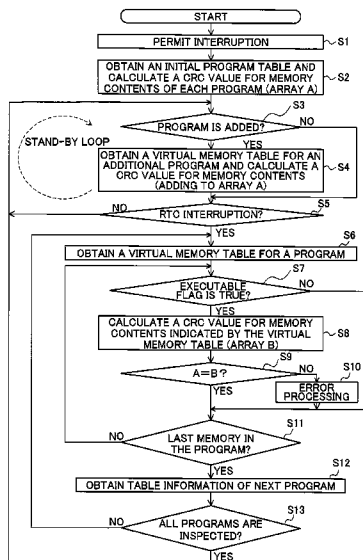 START
PERMIT INTERRUPTION
S1
OBTAIN AN INITIAL PROGRAM TABLE AND
CALCULATE A CRC VALUE FOR MEMORY
CONTENTS OF EACH PROGRAM (ARRAY A)
S2
S3
PROGRAM IS ADDED?
NO
STAND-BY LOOP
YES
OBTAIN A VIRTUAL MEMORY TABLE FOR AN
ADDITIONAL PROGRAM AND CALCULATE A
CRC VALUE FOR MEMORY CONTENTS
(ADDING TO ARRAY A)
S4
S5
NO
RTC INTERRUPTION?
YES
S6
OBTAIN A VIRTUAL MEMORY TABLE FOR A PROGRAM
S7
EXECUTABLE
FLAG IS TRUE?
NO
YES
CALCULATE A CRC VALUE FOR MEMORY
CONTENTS INDICATED BY THE VIRTUAL
MEMORY TABLE (ARRAY B)
S8
S9
A=B?
NO
S10
YES
ERROR
PROCESSING
S11
NO
LAST MEMORY IN
THE PROGRAM?
YES
S12
OBTAIN TABLE INFORMATION OF NEXT PROGRAM
S13
NO
ALL PROGRAMS ARE
INSPECTED?
YES